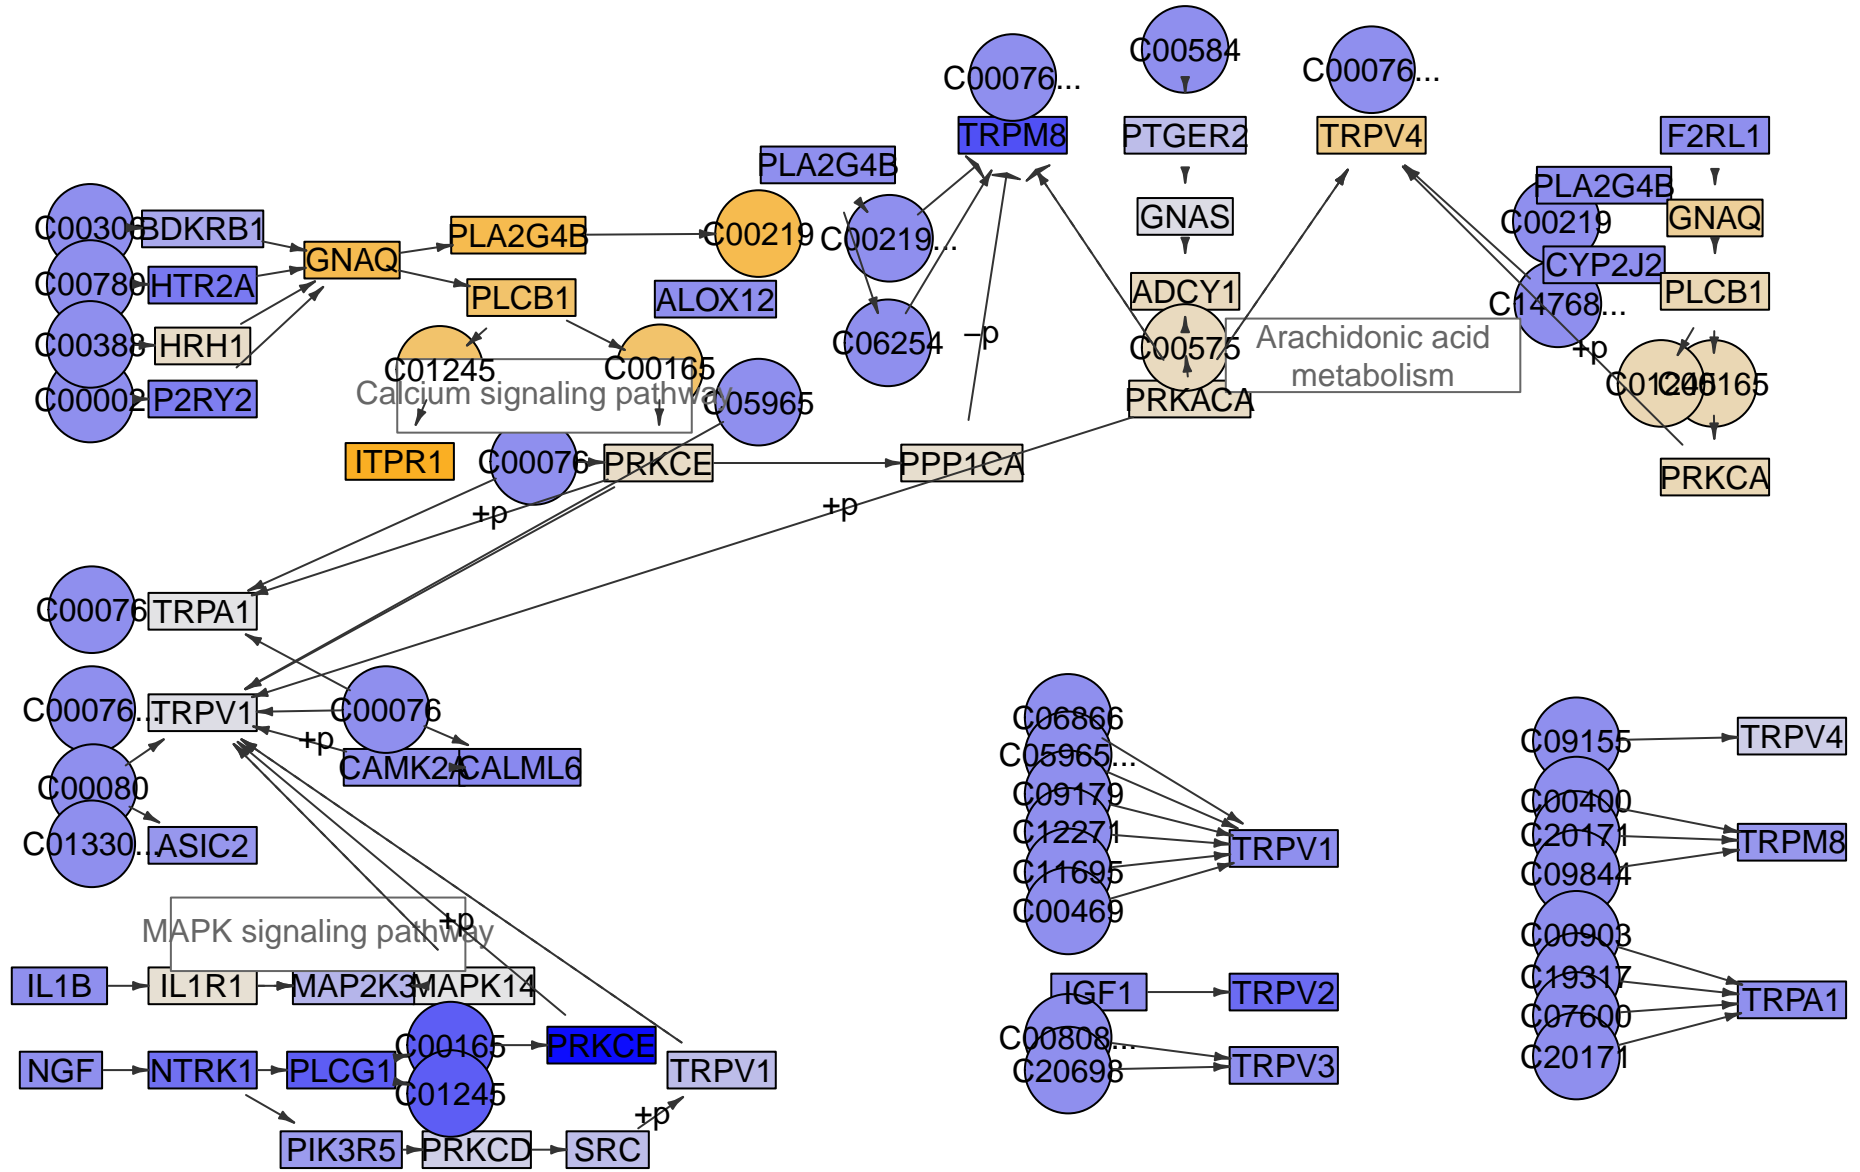 C00584
C00076...
C00076...
TRPM8
PTGER2
TRPV4
F2RL1
PLA2G4B
PLA2G4B
C00219
GNAS
GNAQ
BDKRB1
PLA2G4B
C00219
C00219...
GNAQ
CYP2J2
HTR2A
PLCB1
ALOX12
ADCY1
PLCB1
C14768...
C00388
HRH1
C06254
–p
C00575
Arachidonic acid
metabolism
+p
C01245
C00165
Calcium signaling pathway
C00002
P2RY2
C05965
PRKACA
C01245
C00165
ITPR1
C00076
PRKCE
PPP1CA
PRKCA
+p
+p
C00076
TRPA1
C00076...
TRPV1
C00076
+p
CAMK2A
CALML6
C00080
C01330...
ASIC2
C06866
C05965...
C09179
C12271
C11695
C00469
TRPV1
C09155
TRPV4
C00400
C20171
C09844
TRPM8
C00903
C19317
C07600
C20171
TRPA1
MAPK signaling pathway
+p
IL1B
IL1R1
MAP2K3
MAPK14
IGF1
TRPV2
C00808...
C20698
TRPV3
NGF
NTRK1
PLCG1
C00165
C01245
PRKCE
TRPV1
+p
PIK3R5
PRKCD
SRC